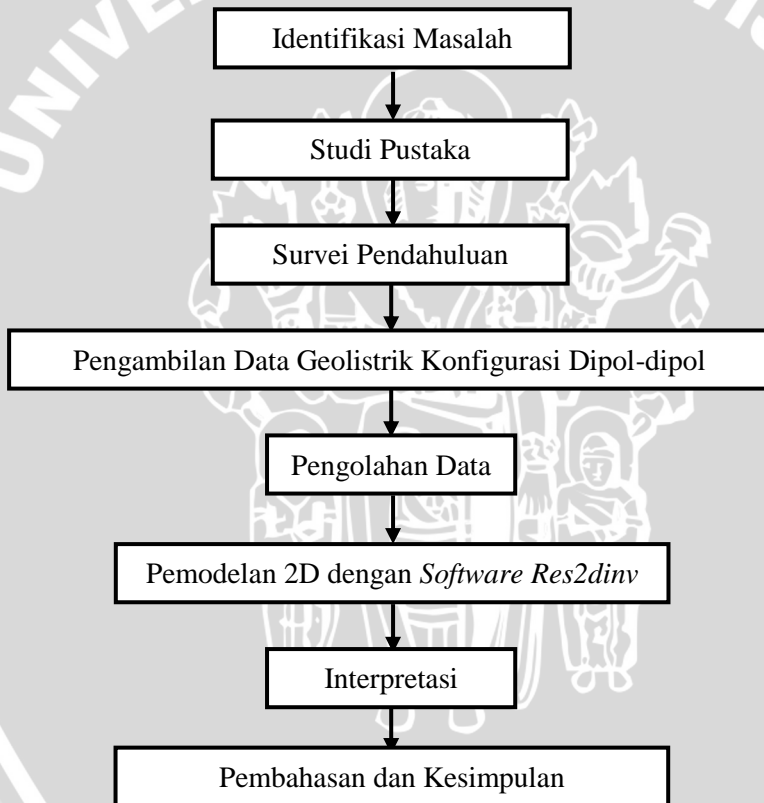 UNIVE
Identifikasi Masalah
Studi Pustaka
Survei Pendahuluan
Pengambilan Data Geolistrik Konfigurasi Dipol-dipol
Pengolahan Data
Pemodelan 2D dengan Software Res2dinv
Interpretasi
Pembahasan dan Kesimpulan